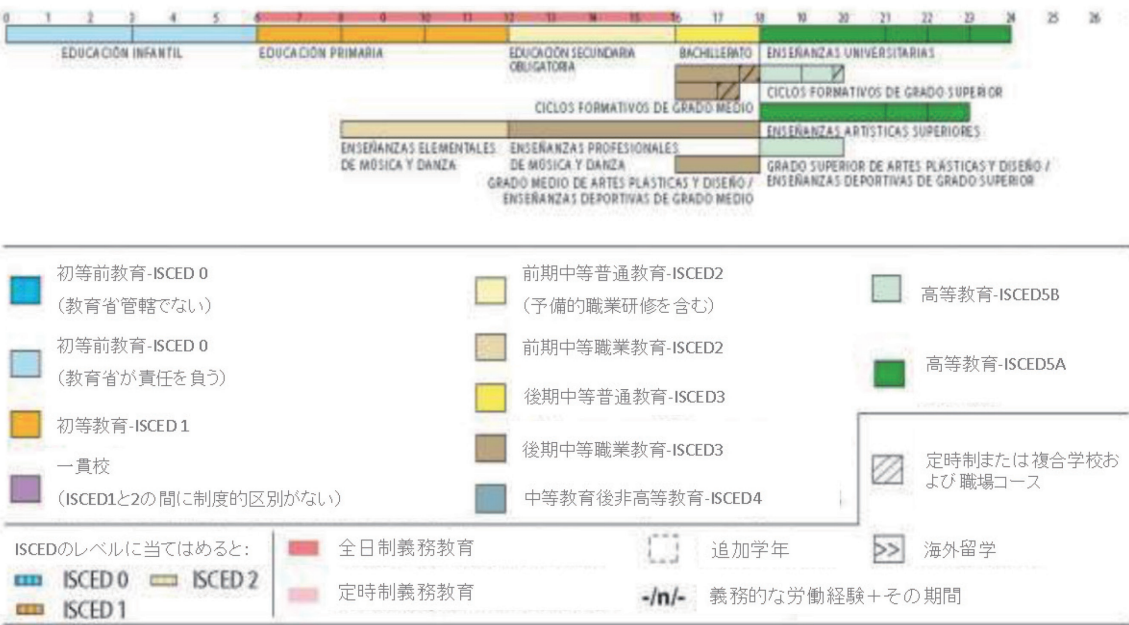 0 1 2 3 4 5 6 7 8 9 10 11 12 13 14 15 16 17 18 19 20 21 22 23 24 25 26
EDUCACIÓN INFANTIL EDUCACIÓN PRIMARIA EDUCACIÓN SECUNDARIA BACHILLERATO ENSEÑANZAS UNIVERSITARIAS
OBLIGATORIA
CICLOS FORMATIVOS DE GRADO SUPERIOR
CICLOS FORMATIVOS DE GRADO MEDIO
ENSEÑANZAS ARTÍSTICAS SUPERIORES
ENSEÑANZAS ELEMENTALES ENSEÑANZAS PROFESIONALES
DE MÚSICA Y DANZA DE MÚSICA Y DANZA
GRADO SUPERIOR DE ARTES PLÁSTICAS Y DISEÑO /
ENSEÑANZAS DEPORTIVAS DE GRADO SUPERIOR
GRADO MEDIO DE ARTES PLÁSTICAS Y DISEÑO /
ENSEÑANZAS DEPORTIVAS DE GRADO MEDIO
初等前教育-ISCED 0
(教育省管轄でない)
初等前教育-ISCED 0
(教育省が責任を負う)
初等教育-ISCED 1
一貫校
(ISCED1と2の間に制度的区別がない)
前期中等普通教育-ISCED2
(予備的職業研修を含む)
前期中等職業教育-ISCED2
後期中等普通教育-ISCED3
後期中等職業教育-ISCED3
中等教育後非高等教育-ISCED4
高等教育-ISCED5B
高等教育-ISCED5A
定時制または複合学校お
よび職場コース
ISCEDのレベルに当てはめると:
ISCED 0 ISCED 2
ISCED 1
全日制義務教育
定時制義務教育
追加学年
-/n/- 義務的な労働経験+その期間
>> 海外留学